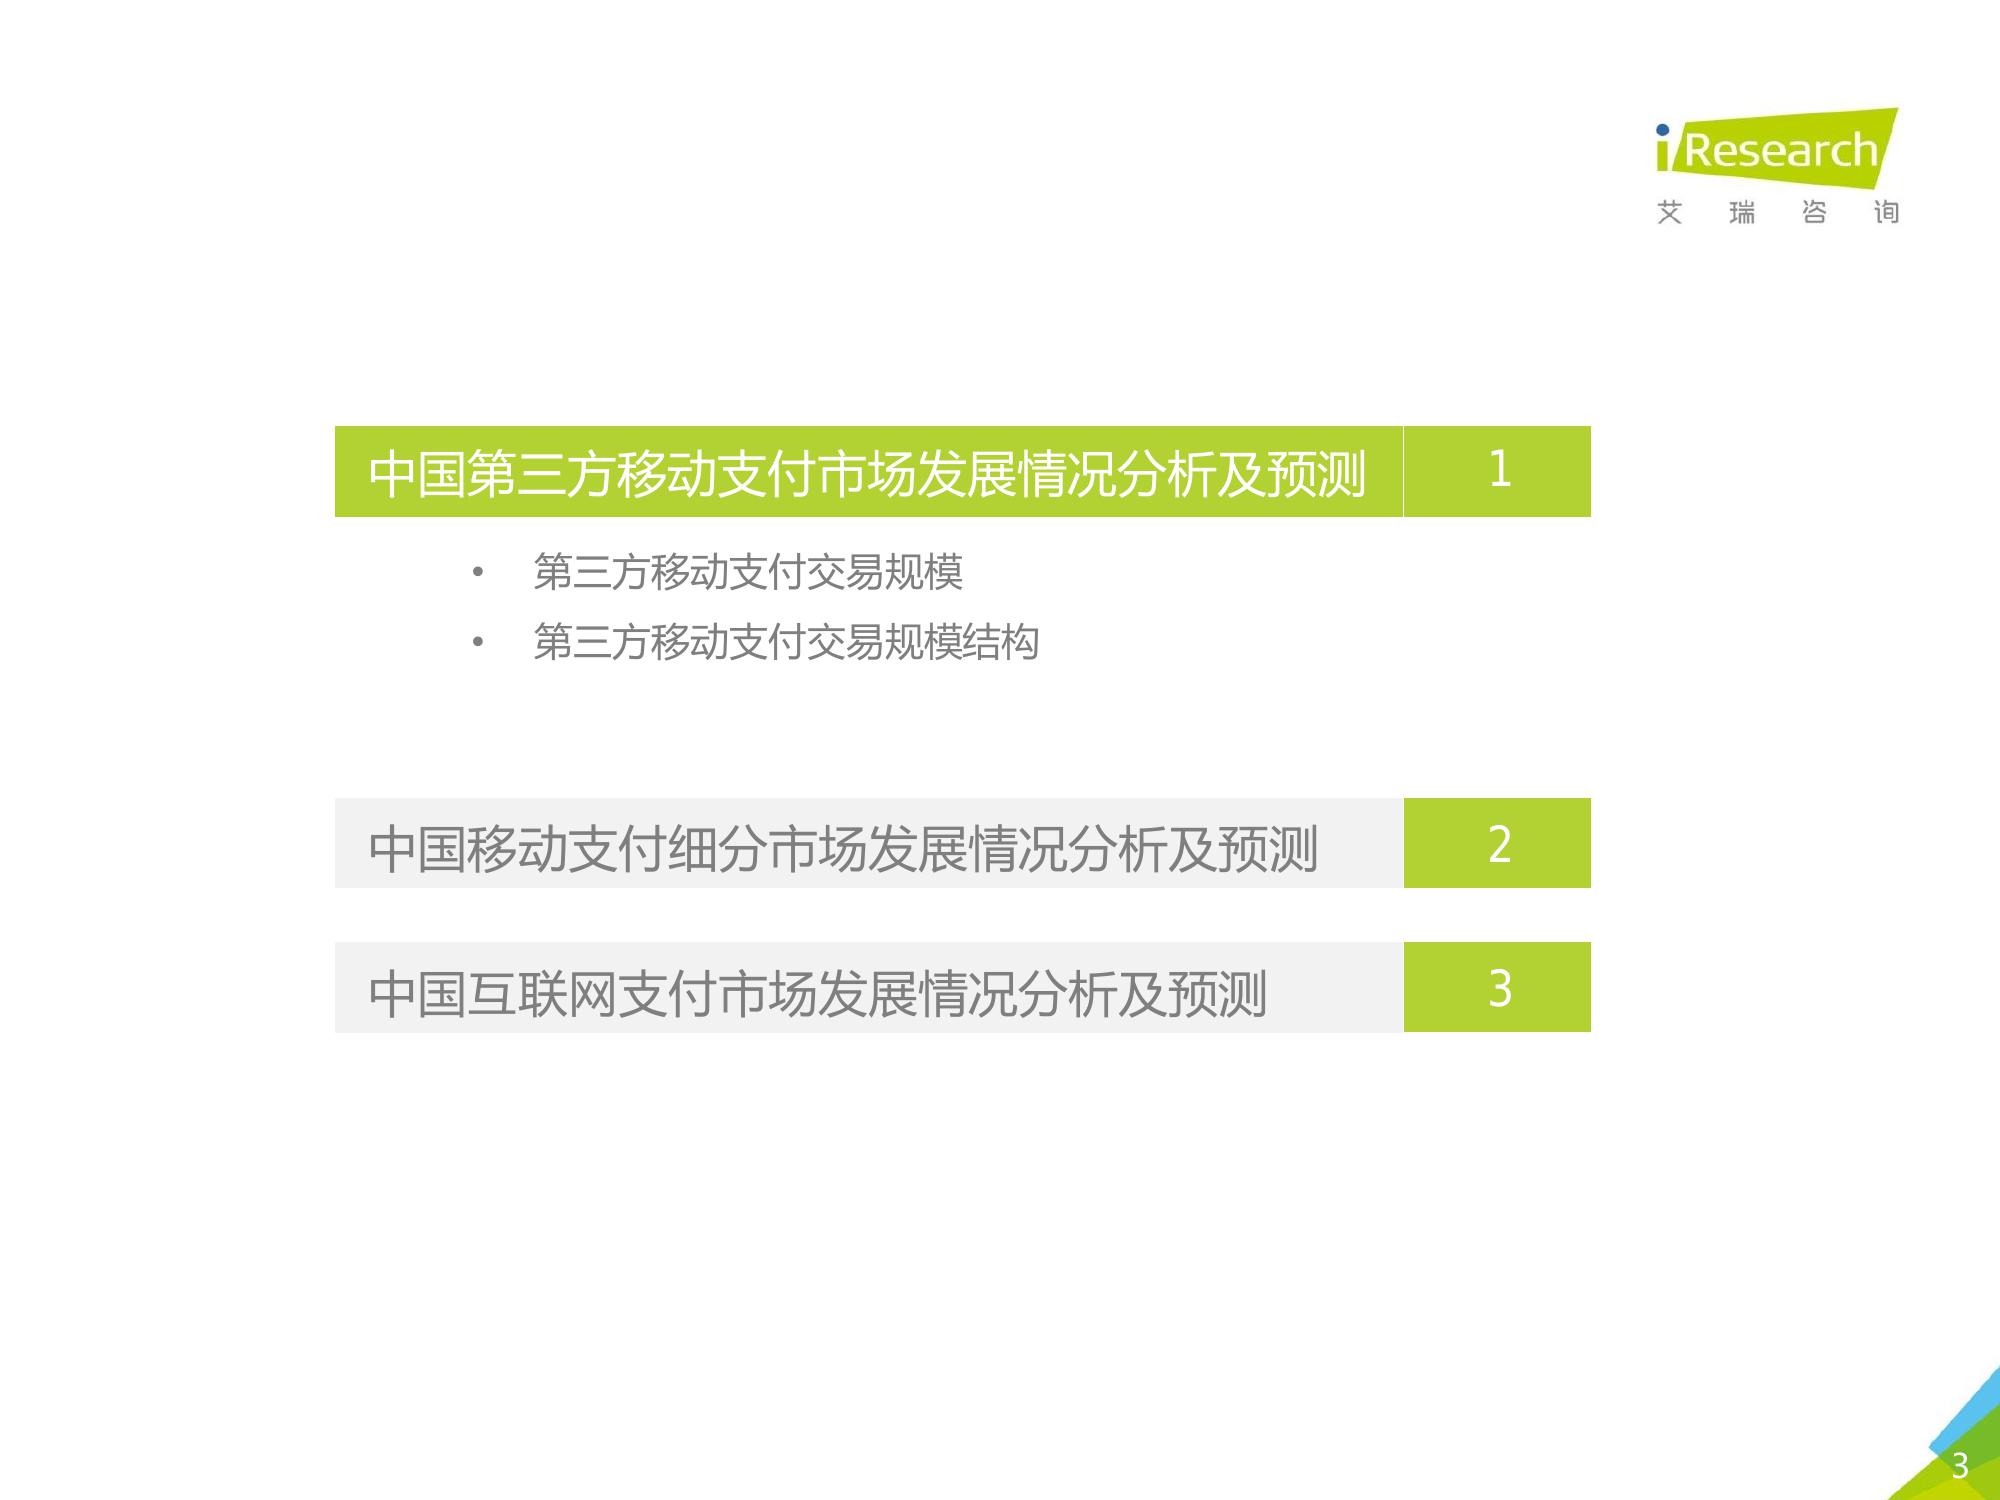 iResearch
艾瑞咨询
中国第三方移动支付市场发展情况分析及预测 1
• 第三方移动支付交易规模
• 第三方移动支付交易规模结构
中国移动支付细分市场发展情况分析及预测 2
中国互联网支付市场发展情况分析及预测 3
3